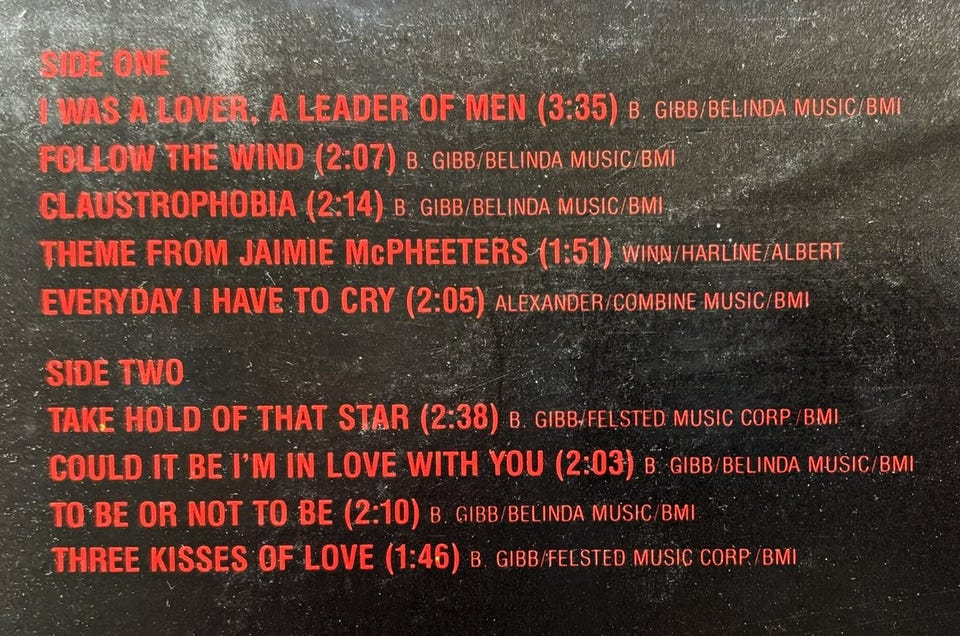 SIDE ONE
I WAS A LOVER, A LEADER OF MEN (3:35) B. GIBB/BELINDA MUSIC/BMI
FOLLOW THE WIND (2:07) B. GIBB/BELINDA MUSIC/BMI
CLAUSTROPHOBIA (2:14) B. GIBB/BELINDA MUSIC/BMI
THEME FROM JAIMIE McPHEETERS (1:51) WINN/HARLINE/ALBERT
EVERYDAY I HAVE TO CRY (2:05) ALEXANDER/COMBINE MUSIC/BMI
SIDE TWO
TAKE HOLD OF THAT STAR (2:38) B. GIBB/FELSTED MUSIC CORP./BMI
COULD IT BE I'M IN LOVE WITH YOU (2:03) B. GIBB/BELINDA MUSIC/BMI
TO BE OR NOT TO BE (2:10) B. GIBB/BELINDA MUSIC/BMI
THREE KISSES OF LOVE (1:46) B. GIBB/FELSTED MUSIC CORP./BMI